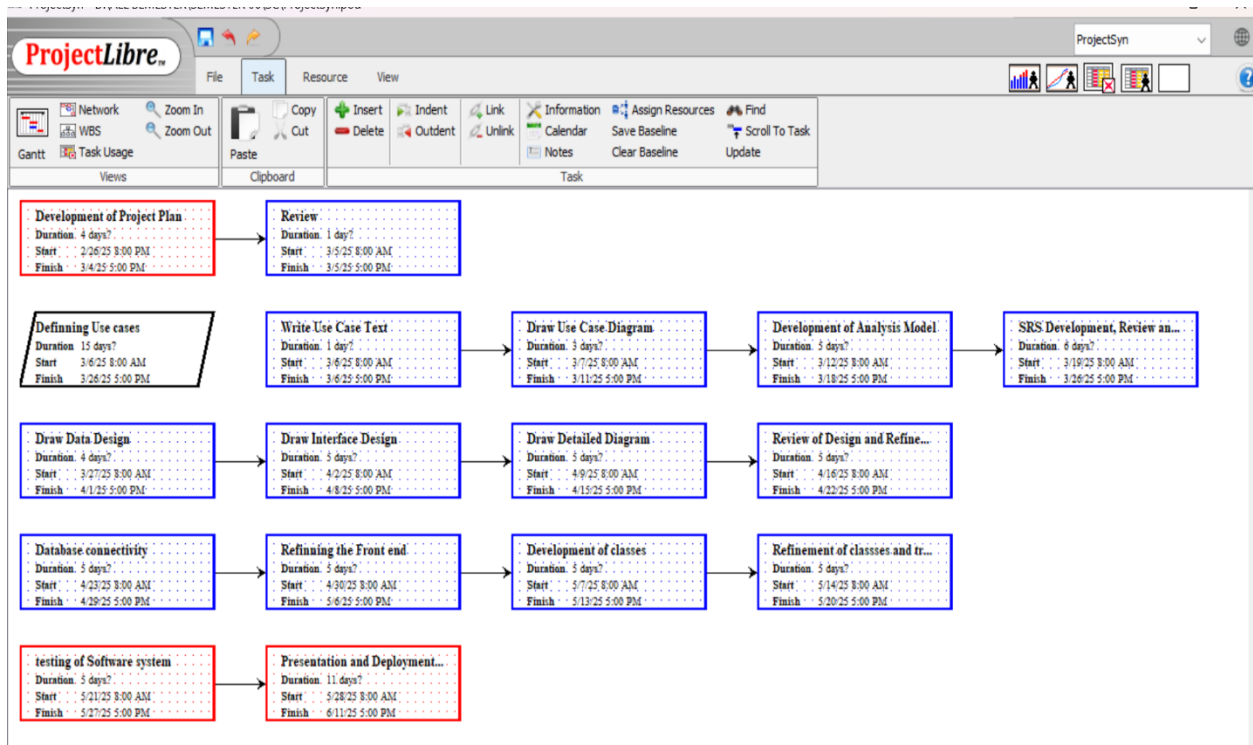 ProjectLibre™
ProjectSyn
File Task Resource View
Network Zoom In Copy Insert Indent Link Information Assign Resources Find
WBS Zoom Out Cut Delete Outdent Unlink Calendar Save Baseline Scroll To Task
Gantt Task Usage Paste Notes Clear Baseline Update
Views Clipboard Task
Development of Project Plan
Duration 4 days?
Start 2/26/25 8:00 PM
Finish 3/4/25 5:00 PM
Review
Duration 1 day?
Start 3/5/25 8:00 AM
Finish 3/5/25 5:00 PM
Definning Use cases
Duration 15 days?
Start 3/6/25 8:00 AM
Finish 3/26/25 5:00 PM
Write Use Case Text
Duration 1 day?
Start 3/6/25 8:00 AM
Finish 3/6/25 5:00 PM
Draw Use Case Diagram
Duration 3 days?
Start 3/7/25 8:00 AM
Finish 3/11/25 5:00 PM
Development of Analysis Model
Duration 5 days?
Start 3/12/25 8:00 AM
Finish 3/18/25 5:00 PM
SRS Development, Review an...
Duration 6 days?
Start 3/19/25 8:00 AM
Finish 3/26/25 5:00 PM
Draw Data Design
Duration 4 days?
Start 3/27/25 8:00 AM
Finish 4/1/25 5:00 PM
Draw Interface Design
Duration 5 days?
Start 4/2/25 8:00 AM
Finish 4/8/25 5:00 PM
Draw Detailed Diagram
Duration 5 days?
Start 4/9/25 8:00 AM
Finish 4/15/25 5:00 PM
Review of Design and Refine...
Duration 5 days?
Start 4/16/25 8:00 AM
Finish 4/22/25 5:00 PM
Database connectivity
Duration 5 days?
Start 4/23/25 8:00 AM
Finish 4/29/25 5:00 PM
Refinning the Front end
Duration 5 days?
Start 4/30/25 8:00 AM
Finish 5/6/25 5:00 PM
Development of classes
Duration 5 days?
Start 5/7/25 8:00 AM
Finish 5/13/25 5:00 PM
Refinement of classses and tr...
Duration 5 days?
Start 5/14/25 8:00 AM
Finish 5/20/25 5:00 PM
testing of Software system
Duration 5 days?
Start 5/21/25 8:00 AM
Finish 5/27/25 5:00 PM
Presentation and Deployment...
Duration 11 days?
Start 5/28/25 8:00 AM
Finish 6/11/25 5:00 PM